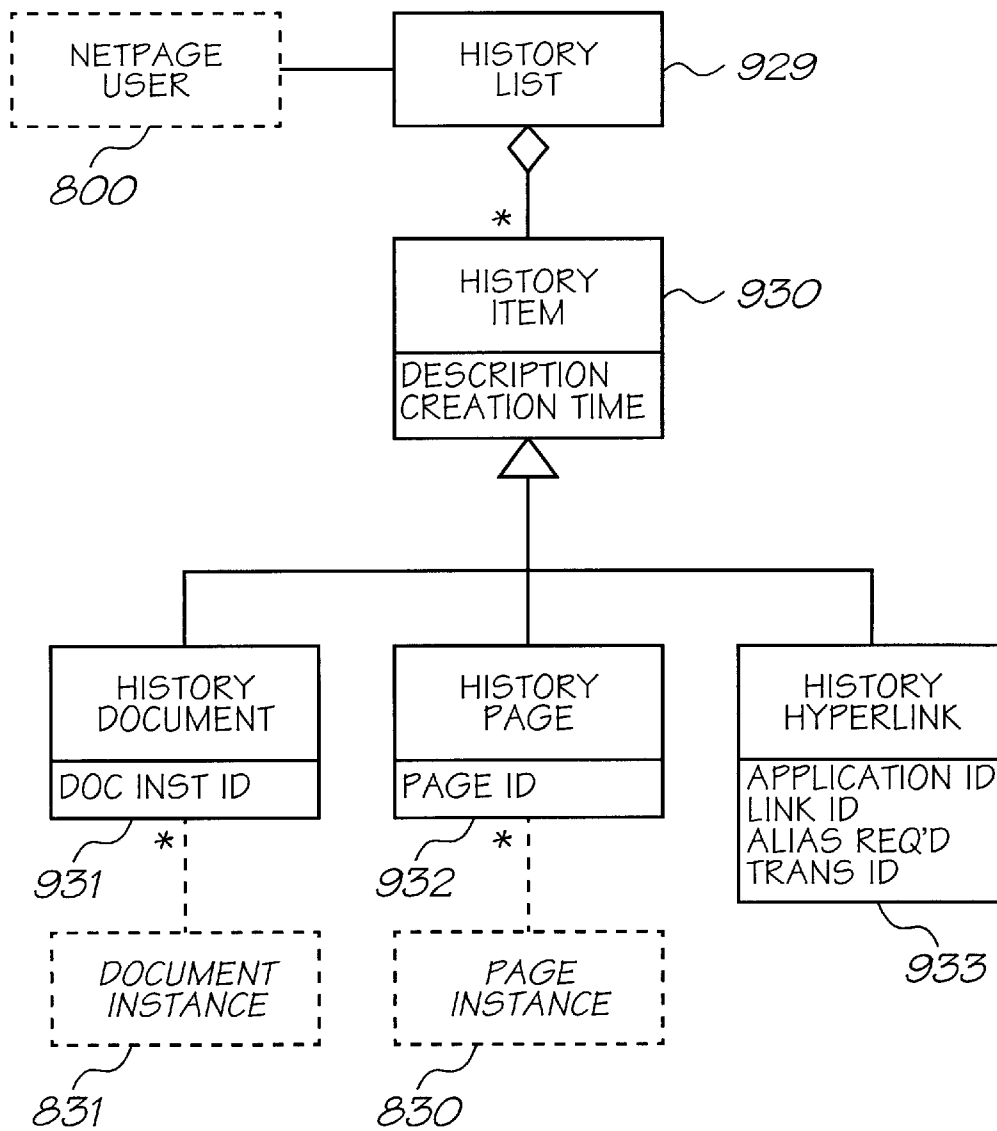 NETPAGE
USER
800
HISTORY
LIST
929
*
HISTORY
ITEM
930
DESCRIPTION
CREATION TIME
HISTORY
DOCUMENT
DOC INST ID
931
*
HISTORY
PAGE
PAGE ID
932
*
HISTORY
HYPERLINK
APPLICATION ID
LINK ID
ALIAS REQ'D
TRANS ID
933
DOCUMENT
INSTANCE
831
PAGE
INSTANCE
830